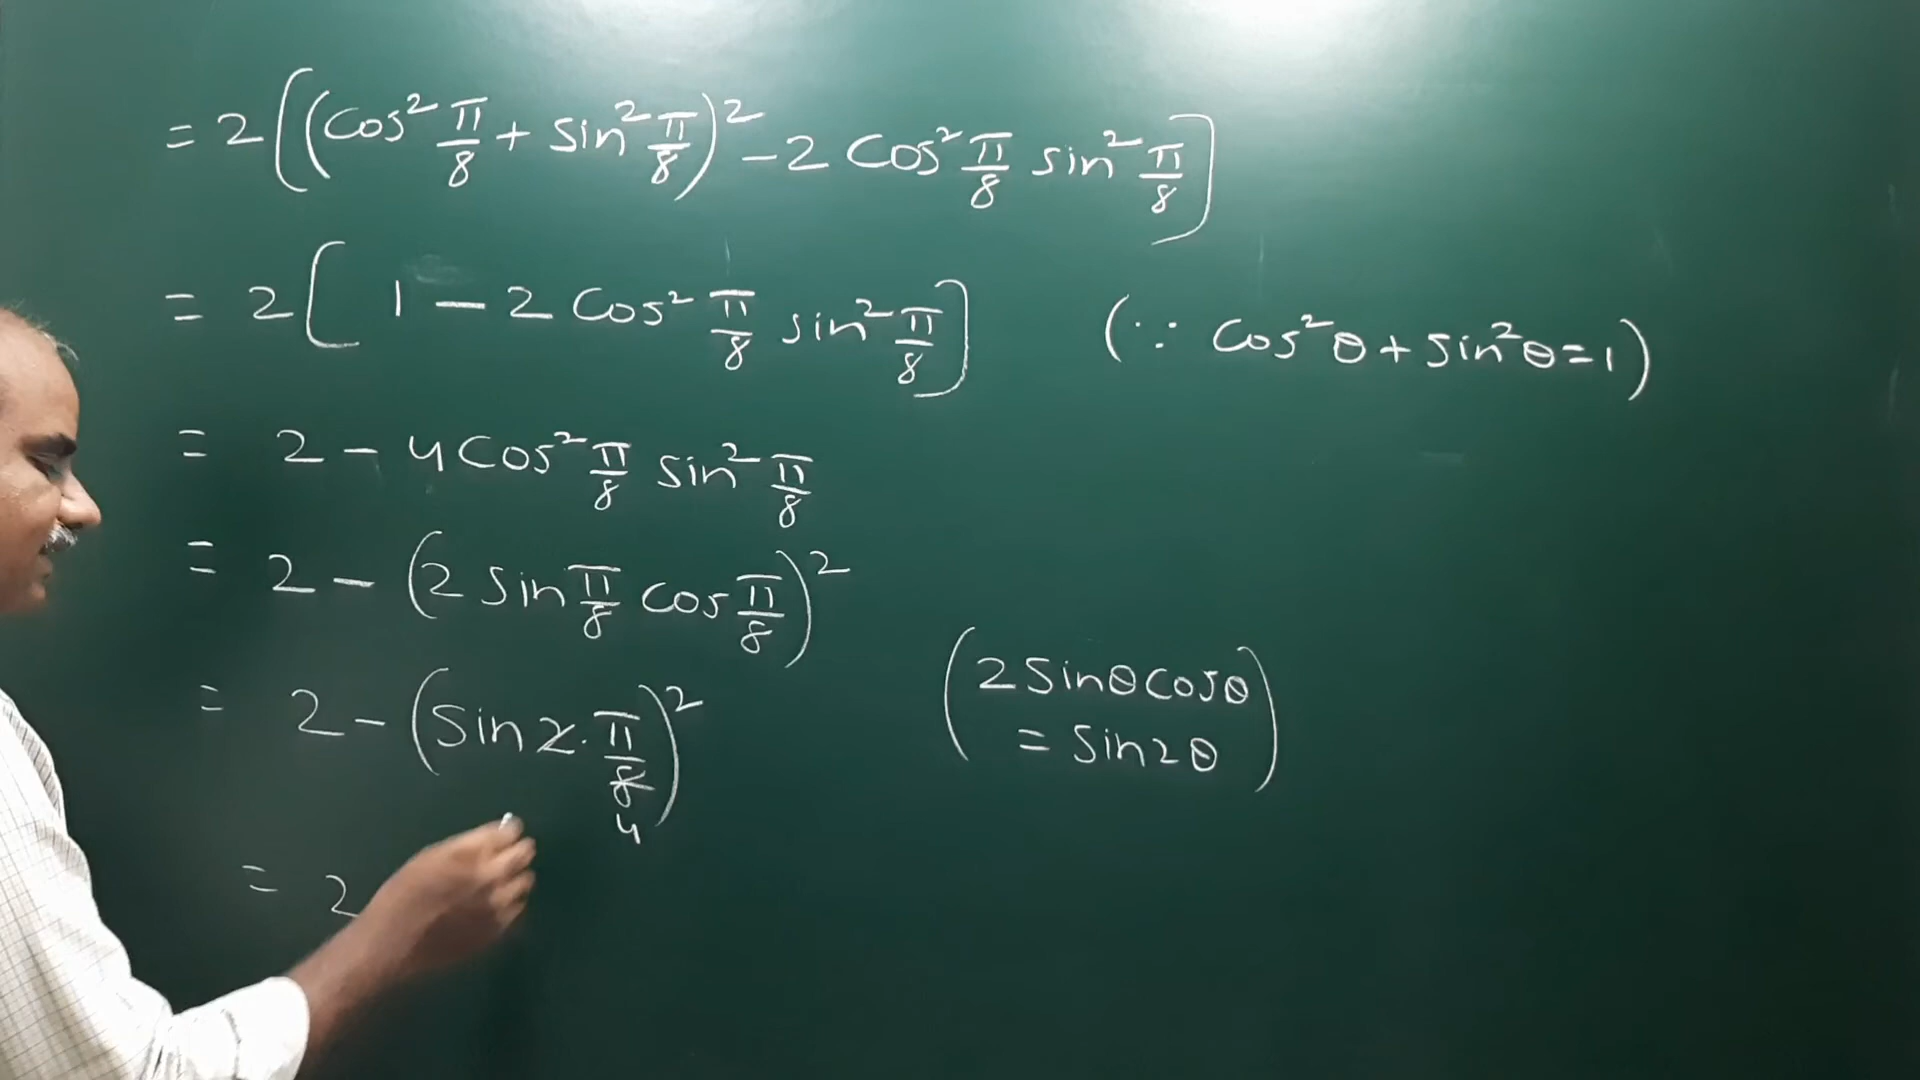 = 2[(cos² π/8 + sin² π/8)² - 2 cos² π/8 sin² π/8]
= 2[ 1 - 2 cos² π/8 sin² π/8] (∵ cos²θ + sin²θ = 1)
= 2 - 4 cos² π/8 sin² π/8
= 2 - (2 sin π/8 cos π/8)²
= 2 - (sin 2 · π/8 4)² (2 sinθ cosθ
= sin 2θ)
= 2